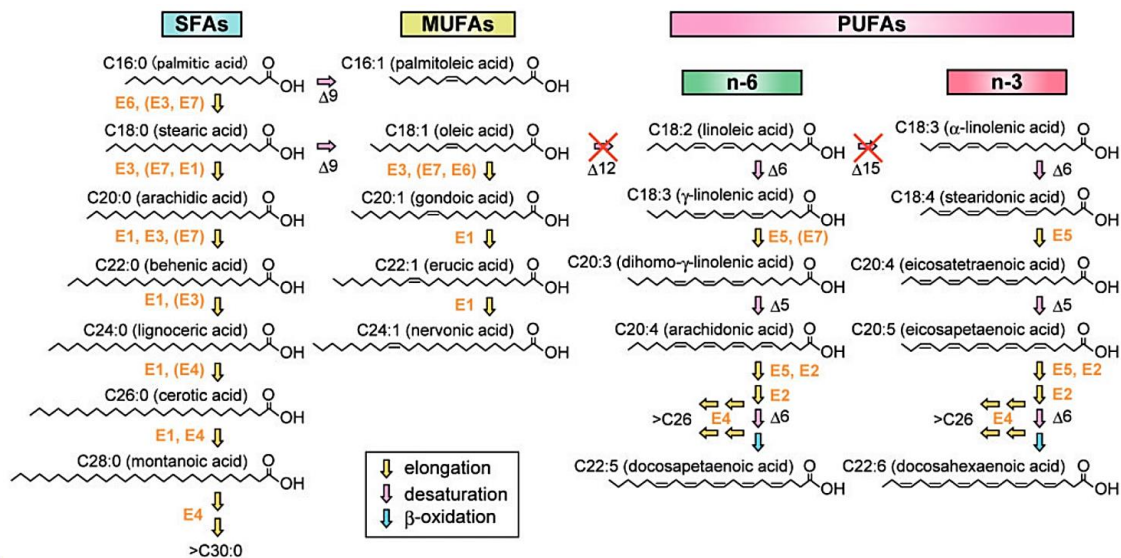 SFAs
C16:0 (palmitic acid)
O
OH
E6, (E3, E7)
Δ9
C18:0 (stearic acid)
O
OH
E3, (E7, E1)
Δ9
C20:0 (arachidic acid)
O
OH
E1, E3, (E7)
C22:0 (behenic acid)
O
OH
E1, (E3)
C24:0 (lignoceric acid)
O
OH
E1, (E4)
C26:0 (cerotic acid)
O
OH
E1, E4
C28:0 (montanoic acid)
O
OH
E4
>C30:0
MUFAs
C16:1 (palmitoleic acid)
O
OH
C18:1 (oleic acid)
O
OH
Δ12
E3, (E7, E6)
C20:1 (gondoic acid)
O
OH
E1
C22:1 (erucic acid)
O
OH
E1
C24:1 (nervonic acid)
O
OH
elongation
desaturation
β-oxidation
PUFAs
n-6
C18:2 (linoleic acid)
O
OH
Δ15
Δ6
C18:3 (γ-linolenic acid)
O
OH
E5, (E7)
C20:3 (dihomo-γ-linolenic acid)
O
OH
Δ5
C20:4 (arachidonic acid)
O
OH
E5, E2
E2
>C26
E4
Δ6
C22:5 (docosapetaenoic acid)
O
OH
n-3
C18:3 (α-linolenic acid)
O
OH
Δ6
C18:4 (stearidonic acid)
O
OH
E5
C20:4 (eicosatetraenoic acid)
O
OH
Δ5
C20:5 (eicosapetaenoic acid)
O
OH
E5, E2
E2
>C26
E4
Δ6
C22:6 (docosahexaenoic acid)
O
OH